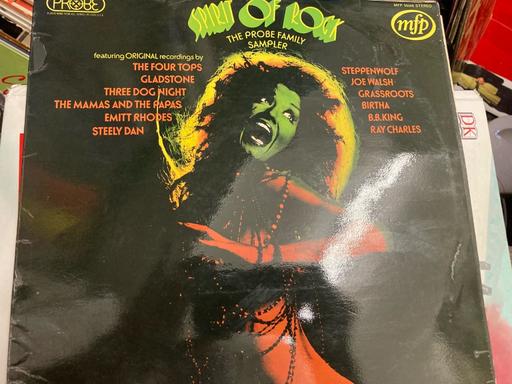 PROBE
SPIRIT OF ROCK
THE PROBE FAMILY
SAMPLER
STEREO
mfp
featuring ORIGINAL recordings by
THE FOUR TOPS
GLADSTONE
THREE DOG NIGHT
THE MAMAS AND THE PAPAS
EMITT RHODES
STEELY DAN
STEPPENWOLF
JOE WALSH
GRASSROOTS
BIRTHA
B.B.KING
RAY CHARLES
DK